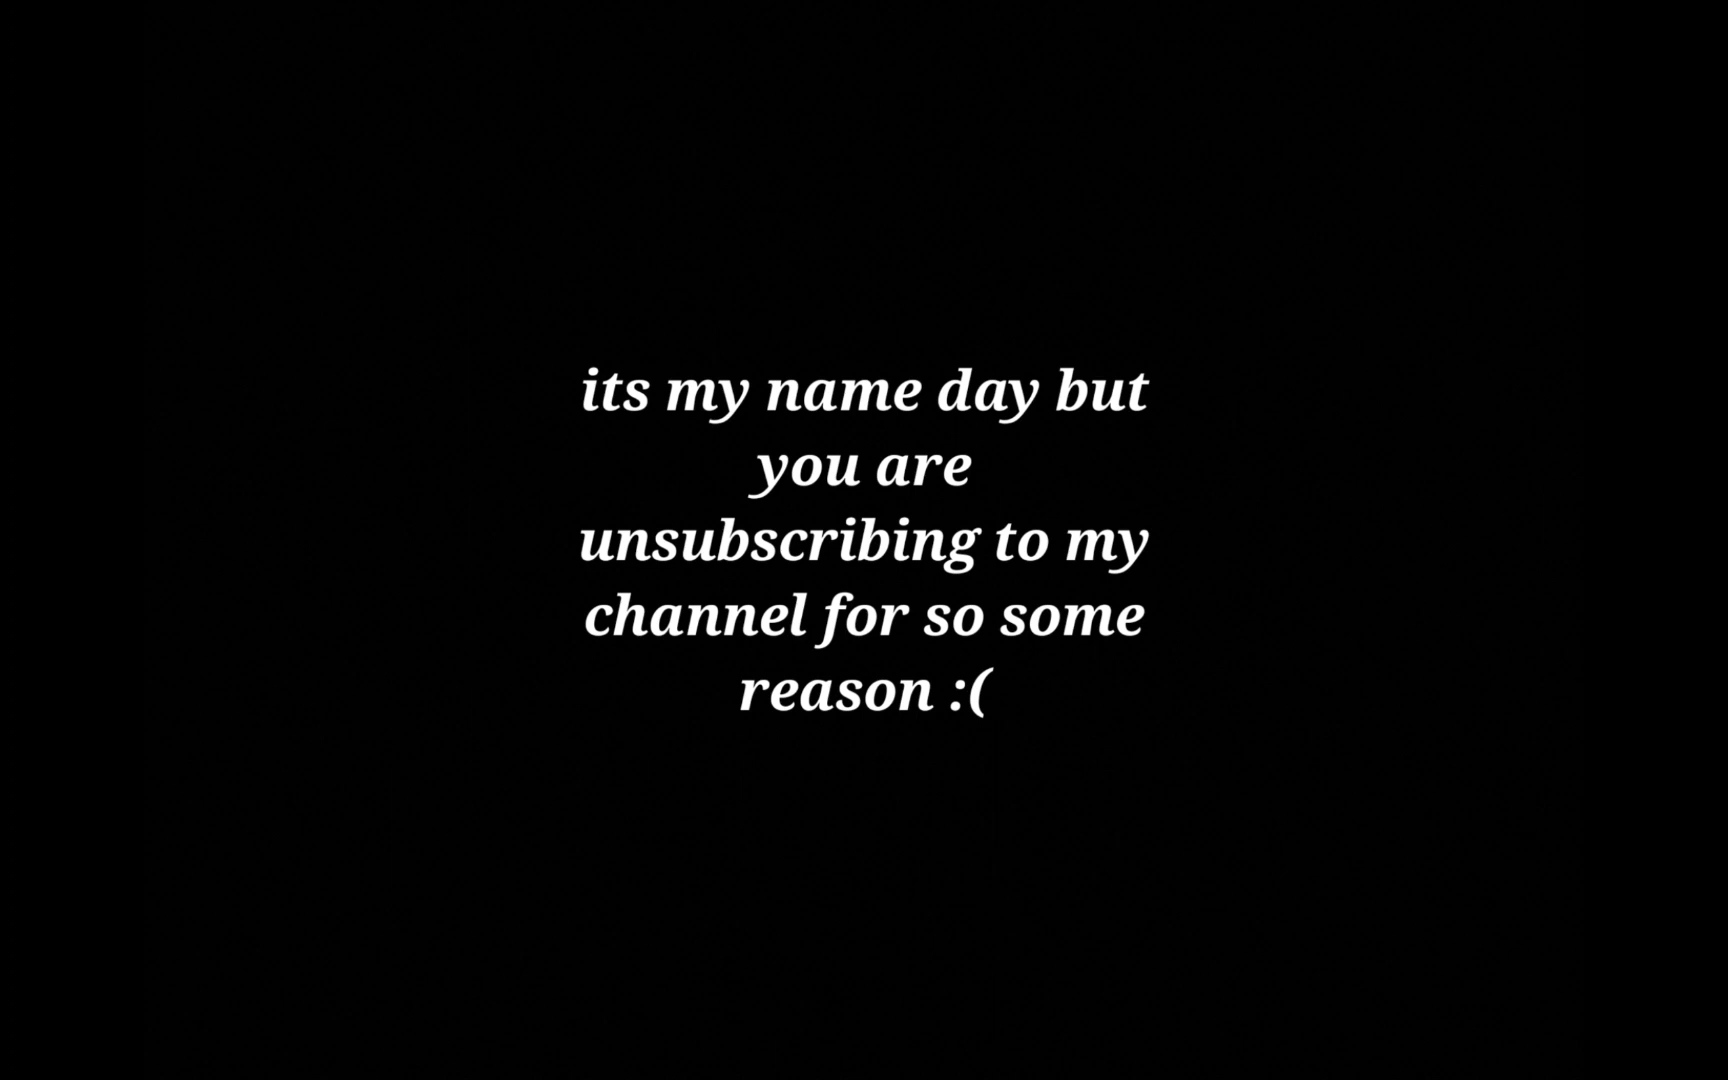 its my name day but
you are
unsubscribing to my
channel for so some
reason :(